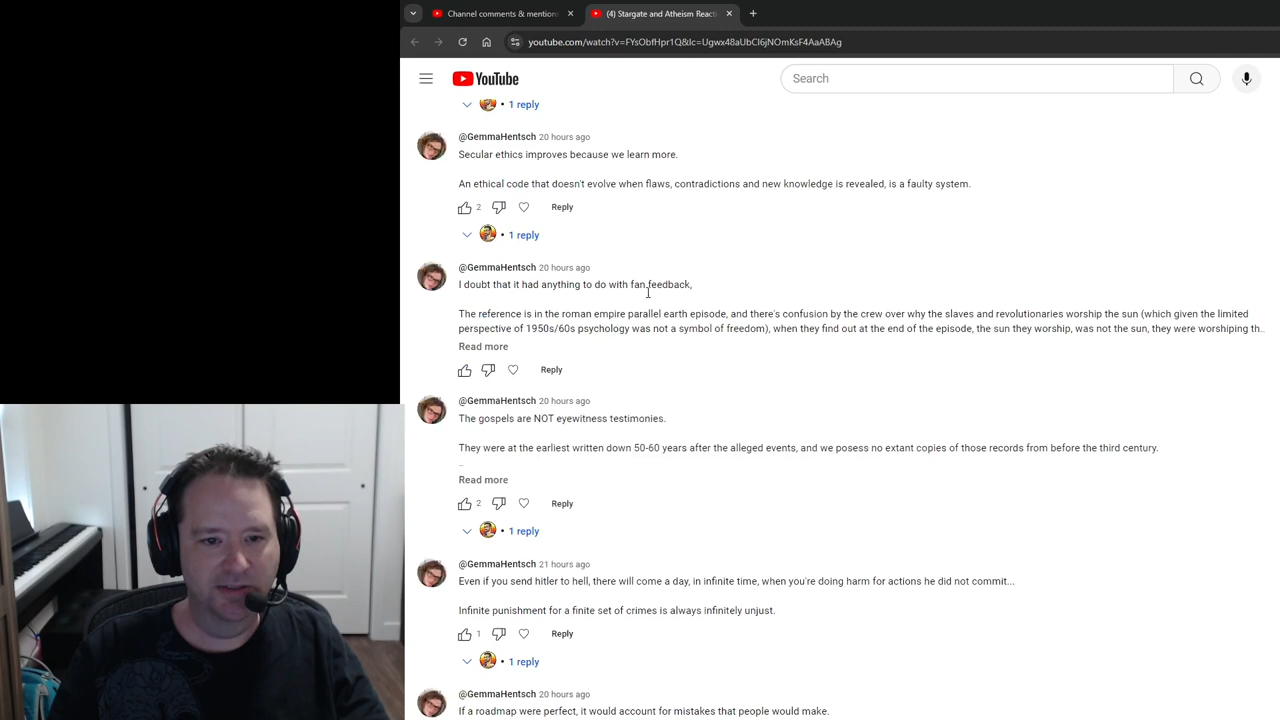 Channel comments & mention
(4) Stargate and Atheism Reacti
youtube.com/watch?v=FYsObfHpr1Q&lc=Ugwx48aUbCl6jNOmKsF4AaABAg
YouTube
Search
• 1 reply
@GemmaHentsch 20 hours ago
Secular ethics improves because we learn more.
An ethical code that doesn't evolve when flaws, contradictions and new knowledge is revealed, is a faulty system.
2 Reply
• 1 reply
@GemmaHentsch 20 hours ago
I doubt that it had anything to do with fan feedback,
The reference is in the roman empire parallel earth episode, and there's confusion by the crew over why the slaves and revolutionaries worship the sun (which given the limited
perspective of 1950s/60s psychology was not a symbol of freedom), when they find out at the end of the episode, the sun they worship, was not the sun, they were worshiping th...
Read more
Reply
@GemmaHentsch 20 hours ago
The gospels are NOT eyewitness testimonies.
They were at the earliest written down 50-60 years after the alleged events, and we posess no extant copies of those records from before the third century.
...
Read more
2 Reply
• 1 reply
@GemmaHentsch 21 hours ago
Even if you send hitler to hell, there will come a day, in infinite time, when you're doing harm for actions he did not commit...
Infinite punishment for a finite set of crimes is always infinitely unjust.
1 Reply
• 1 reply
@GemmaHentsch 20 hours ago
If a roadmap were perfect, it would account for mistakes that people would make.